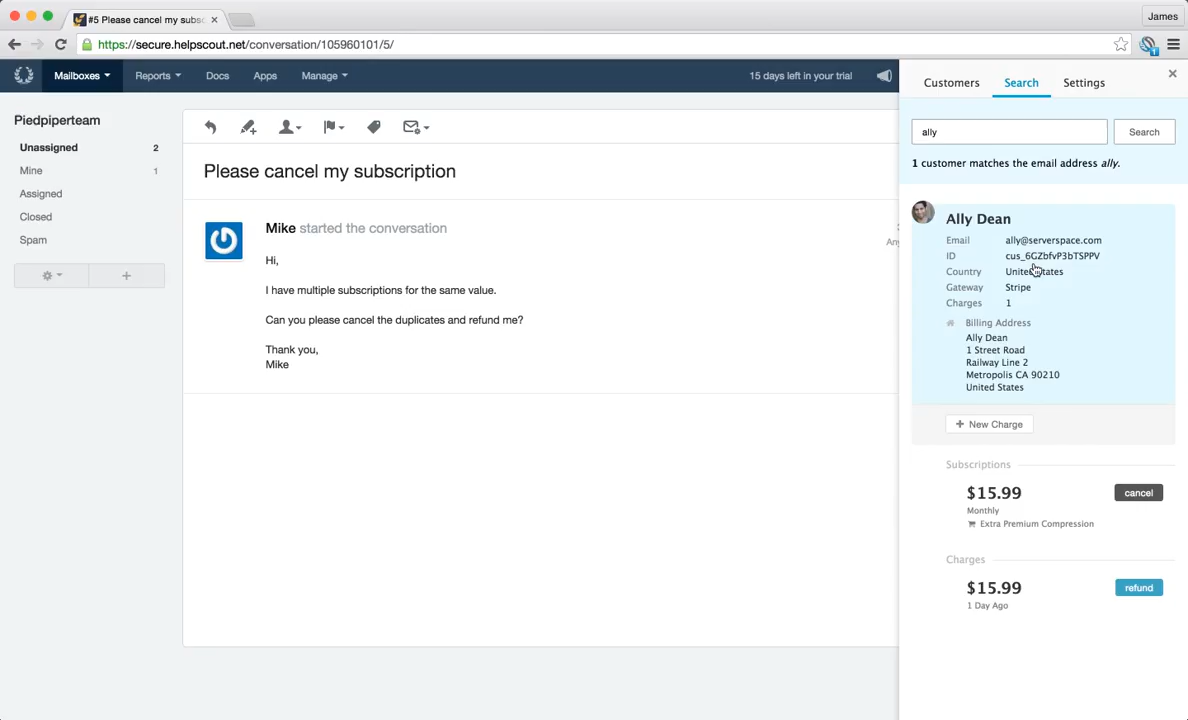 #5 Please cancel my subsc
James
https://secure.helpscout.net/conversation/105960101/5/
1
Mailboxes
Reports
Docs
Apps
Manage
15 days left in your trial
Piedpiperteam
Unassigned 2
Mine 1
Assigned
Closed
Spam
Please cancel my subscription
Mike started the conversation
Hi,
I have multiple subscriptions for the same value.
Can you please cancel the duplicates and refund me?
Thank you,
Mike
Customers
Search
Settings
ally
Search
1 customer matches the email address ally.
Ally Dean
Email ally@serverspace.com
ID cus_6GZbfvP3bTSPPV
Country United States
Gateway Stripe
Charges 1
Billing Address
Ally Dean
1 Street Road
Railway Line 2
Metropolis CA 90210
United States
+ New Charge
Subscriptions
$15.99
cancel
Monthly
Extra Premium Compression
Charges
$15.99
refund
1 Day Ago